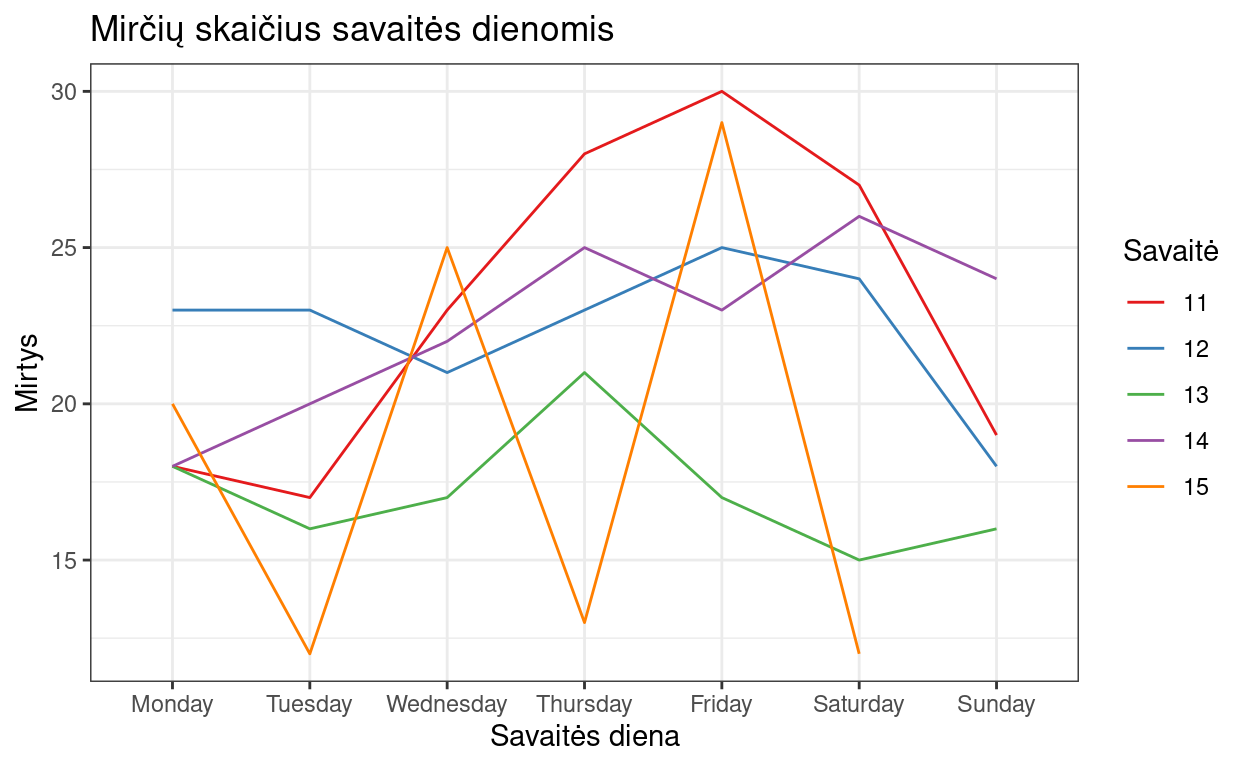 Mirčių skaičius savaitės dienomis
Mirtys
30
25
20
15
Monday Tuesday Wednesday Thursday Friday Saturday Sunday
Savaitės diena
Savaitė
11
12
13
14
15